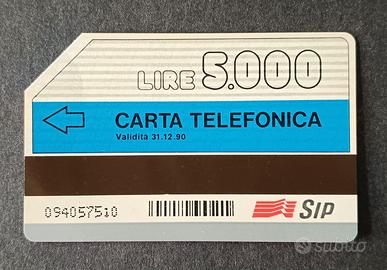 LIRE 5.000
CARTA TELEFONICA
Validità 31.12.90
094057510
SIP
subito